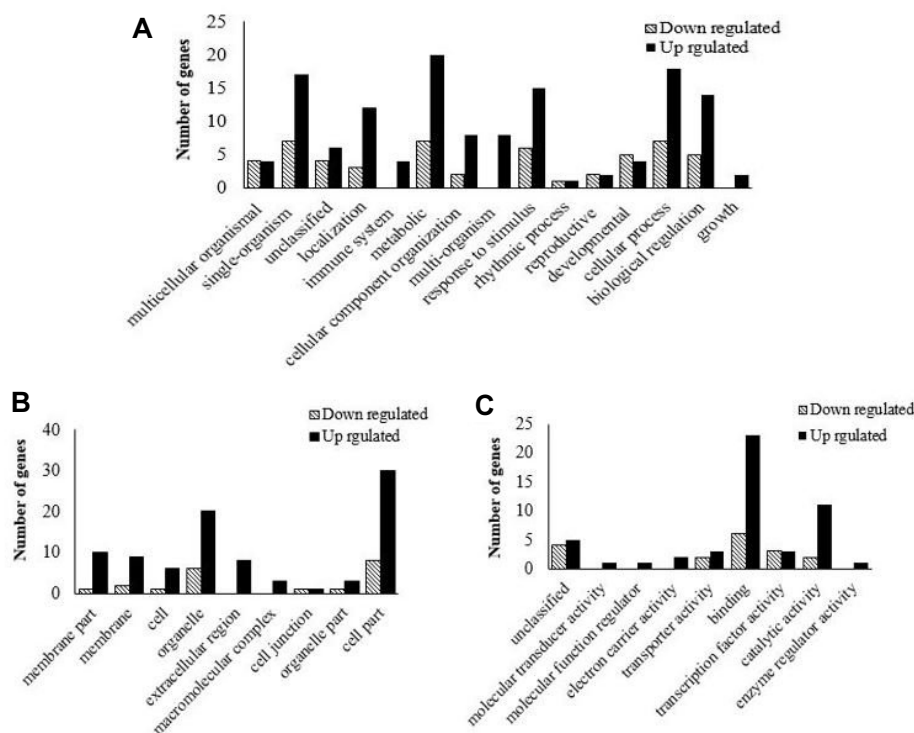 A
25
20
15
10
5
0
Number of genes
Down regulated
Up rgulated
multicellular organismal
single-organism
unclassified
localization
immune system
metabolic
cellular component organization
multi-organism
response to stimulus
rhythmic process
reproductive
developmental
cellular process
biological regulation
growth
B
40
30
20
10
0
Number of genes
Down regulated
Up rgulated
membrane part
membrane
cell
organelle
extracellular region
macromolecular complex
cell junction
organelle part
cell part
C
25
20
15
10
5
0
Number of genes
Down regulated
Up rgulated
unclassified
molecular transducer activity
molecular function regulator
electron carrier activity
transporter activity
binding
transcription factor activity
catalytic activity
enzyme regulator activity